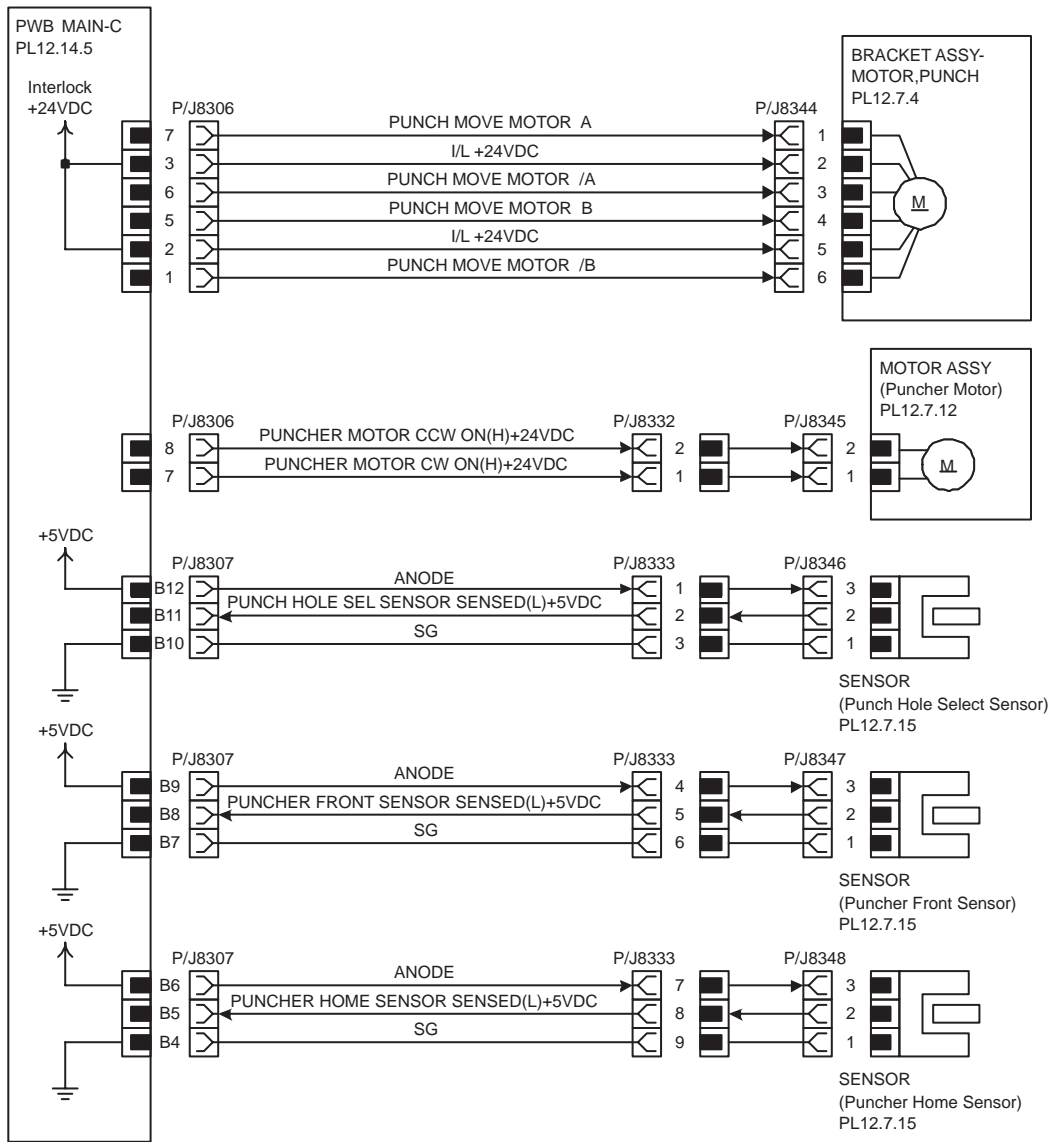 PWB MAIN-C
PL12.14.5
Interlock
+24VDC
BRACKET ASSY-
MOTOR,PUNCH
PL12.7.4
P/J8306 P/J8344
7 PUNCH MOVE MOTOR A 1
3 I/L +24VDC 2
6 PUNCH MOVE MOTOR /A 3
5 PUNCH MOVE MOTOR B 4
2 I/L +24VDC 5
1 PUNCH MOVE MOTOR /B 6
M
MOTOR ASSY
(Puncher Motor)
PL12.7.12
P/J8306 P/J8332 P/J8345
8 PUNCHER MOTOR CCW ON(H)+24VDC 2 2
7 PUNCHER MOTOR CW ON(H)+24VDC 1 1
M
+5VDC
P/J8307 P/J8333 P/J8346
B12 ANODE 1 3
B11 PUNCH HOLE SEL SENSOR SENSED(L)+5VDC 2 2
B10 SG 3 1
SENSOR
(Punch Hole Select Sensor)
PL12.7.15
+5VDC
P/J8307 P/J8333 P/J8347
B9 ANODE 4 3
B8 PUNCHER FRONT SENSOR SENSED(L)+5VDC 5 2
B7 SG 6 1
SENSOR
(Puncher Front Sensor)
PL12.7.15
+5VDC
P/J8307 P/J8333 P/J8348
B6 ANODE 7 3
B5 PUNCHER HOME SENSOR SENSED(L)+5VDC 8 2
B4 SG 9 1
SENSOR
(Puncher Home Sensor)
PL12.7.15